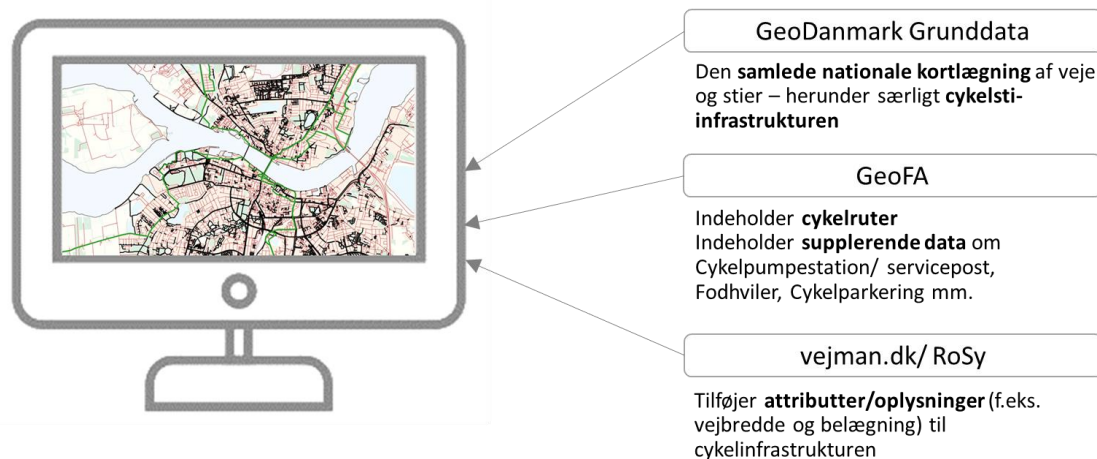 GeoDanmark Grunddata
Den samlede nationale kortlægning af veje
og stier – herunder særligt cykelsti-
infrastrukturen
GeoFA
Indeholder cykelruter
Indeholder supplerende data om
Cykelpumpestation/ servicepost,
Fodhviler, Cykelparkering mm.
vejman.dk/ RoSy
Tilføjer attributter/oplysninger (f.eks.
vejbredde og belægning) til
cykelinfrastrukturen